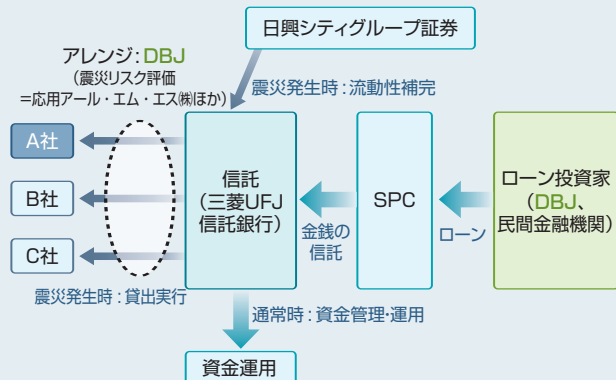 日興シティグループ証券
アレンジ：DBJ
（震災リスク評価
＝応用アール・エム・エス㈱ほか）
震災発生時：流動性補完
A社
B社
C社
震災発生時：貸出実行
信託
（三菱UFJ
信託銀行）
金銭の
信託
SPC
ローン
ローン投資家
（DBJ、
民間金融機関）
通常時：資金管理・運用
資金運用